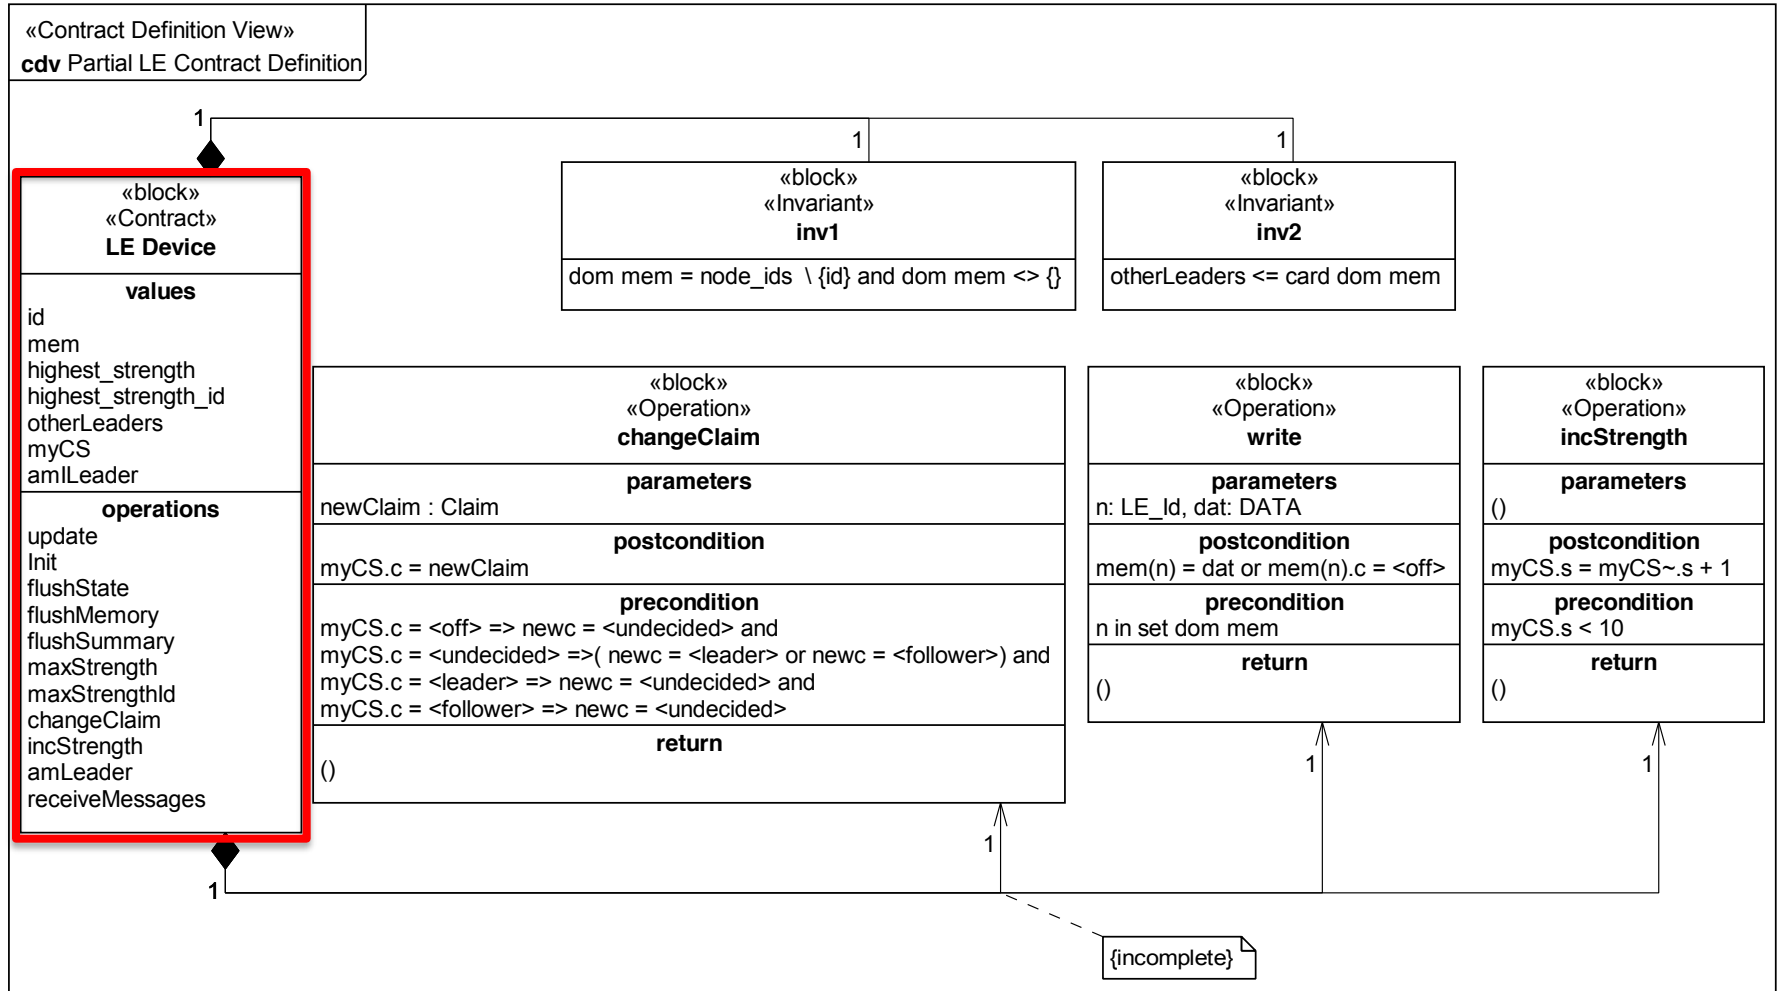 «Contract Definition View»
cdv Partial LE Contract Definition
1
1
1
«block»
«Contract»
LE Device
values
id
mem
highest_strength
highest_strength_id
otherLeaders
myCS
amILeader
operations
update
Init
flushState
flushMemory
flushSummary
maxStrength
maxStrengthId
changeClaim
incStrength
amLeader
receiveMessages
«block»
«Invariant»
inv1
dom mem = node_ids \ {id} and dom mem <> {}
«block»
«Invariant»
inv2
otherLeaders <= card dom mem
«block»
«Operation»
changeClaim
parameters
newClaim : Claim
postcondition
myCS.c = newClaim
precondition
myCS.c = <off> => newc = <undecided> and
myCS.c = <undecided> =>( newc = <leader> or newc = <follower>) and
myCS.c = <leader> => newc = <undecided> and
myCS.c = <follower> => newc = <undecided>
return
()
«block»
«Operation»
write
parameters
n: LE_Id, dat: DATA
postcondition
mem(n) = dat or mem(n).c = <off>
precondition
n in set dom mem
return
()
«block»
«Operation»
incStrength
parameters
()
postcondition
myCS.s = myCS~.s + 1
precondition
myCS.s < 10
return
()
1
1
1
1
{incomplete}